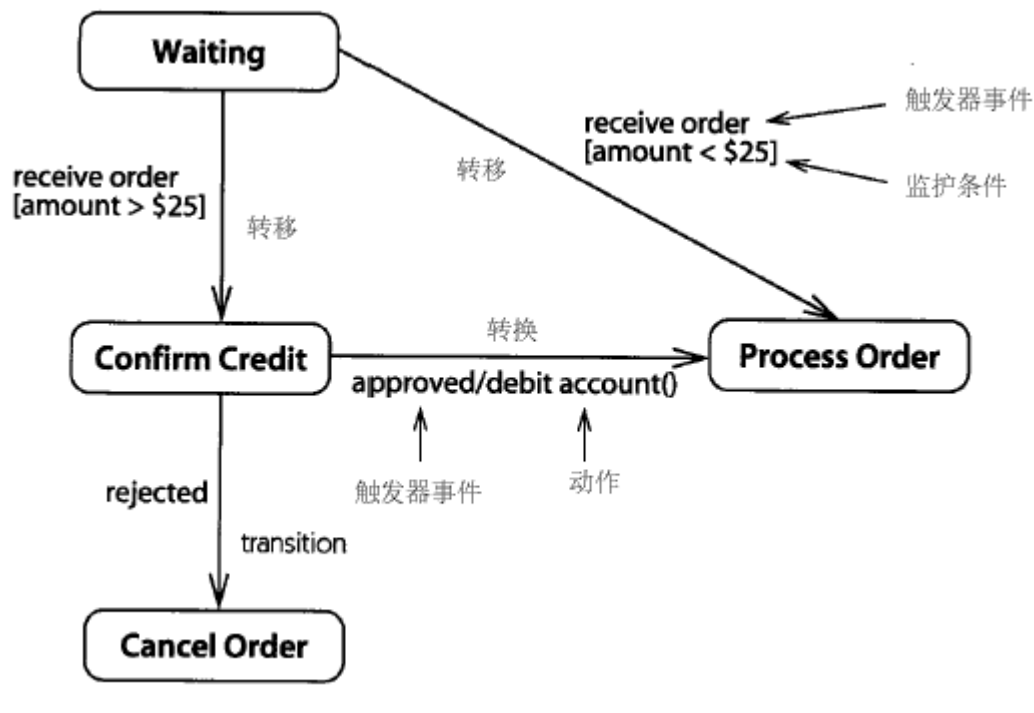 Waiting
触发器事件
receive order
[amount < $25]
转移
监护条件
receive order
[amount > $25]
转移
转换
Confirm Credit
Process Order
approved/debit account()
触发器事件
动作
rejected
transition
Cancel Order